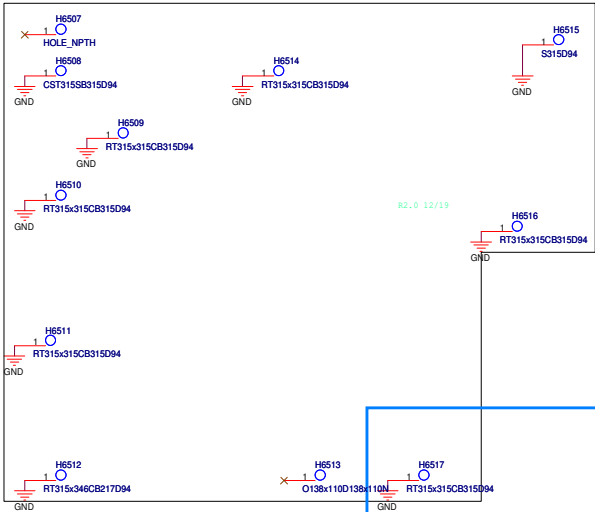 H6507
1
HOLE_NPTH
H6508
1
CST315SB315D94
GND
H6514
1
RT315x315CB315D94
GND
H6515
1
S315D94
GND
H6509
1
RT315x315CB315D94
GND
H6510
1
RT315x315CB315D94
GND
R2.0 12/19
H6516
1
RT315x315CB315D94
GND
H6511
1
RT315x315CB315D94
GND
H6512
1
RT315x346CB217D94
GND
H6513
1
O138x110D138x110N
H6517
1
RT315x315CB315D94
GND